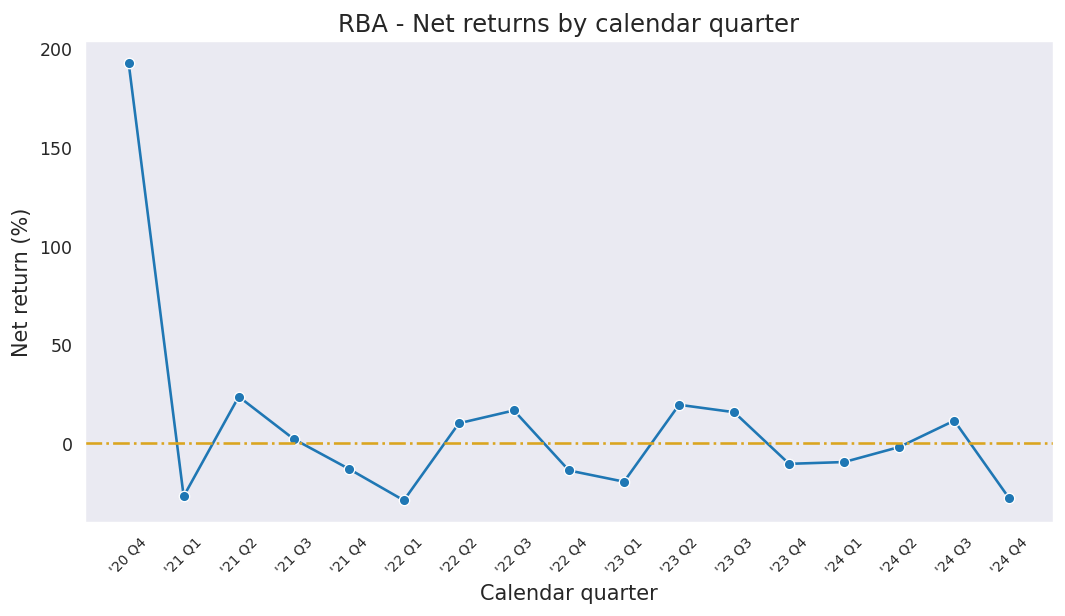 RBA - Net returns by calendar quarter
Net return (%)
200
150
100
50
0
'20 Q4
'21 Q1
'21 Q2
'21 Q3
'21 Q4
'22 Q1
'22 Q2
'22 Q3
'22 Q4
'23 Q1
'23 Q2
'23 Q3
'23 Q4
'24 Q1
'24 Q2
'24 Q3
'24 Q4
Calendar quarter